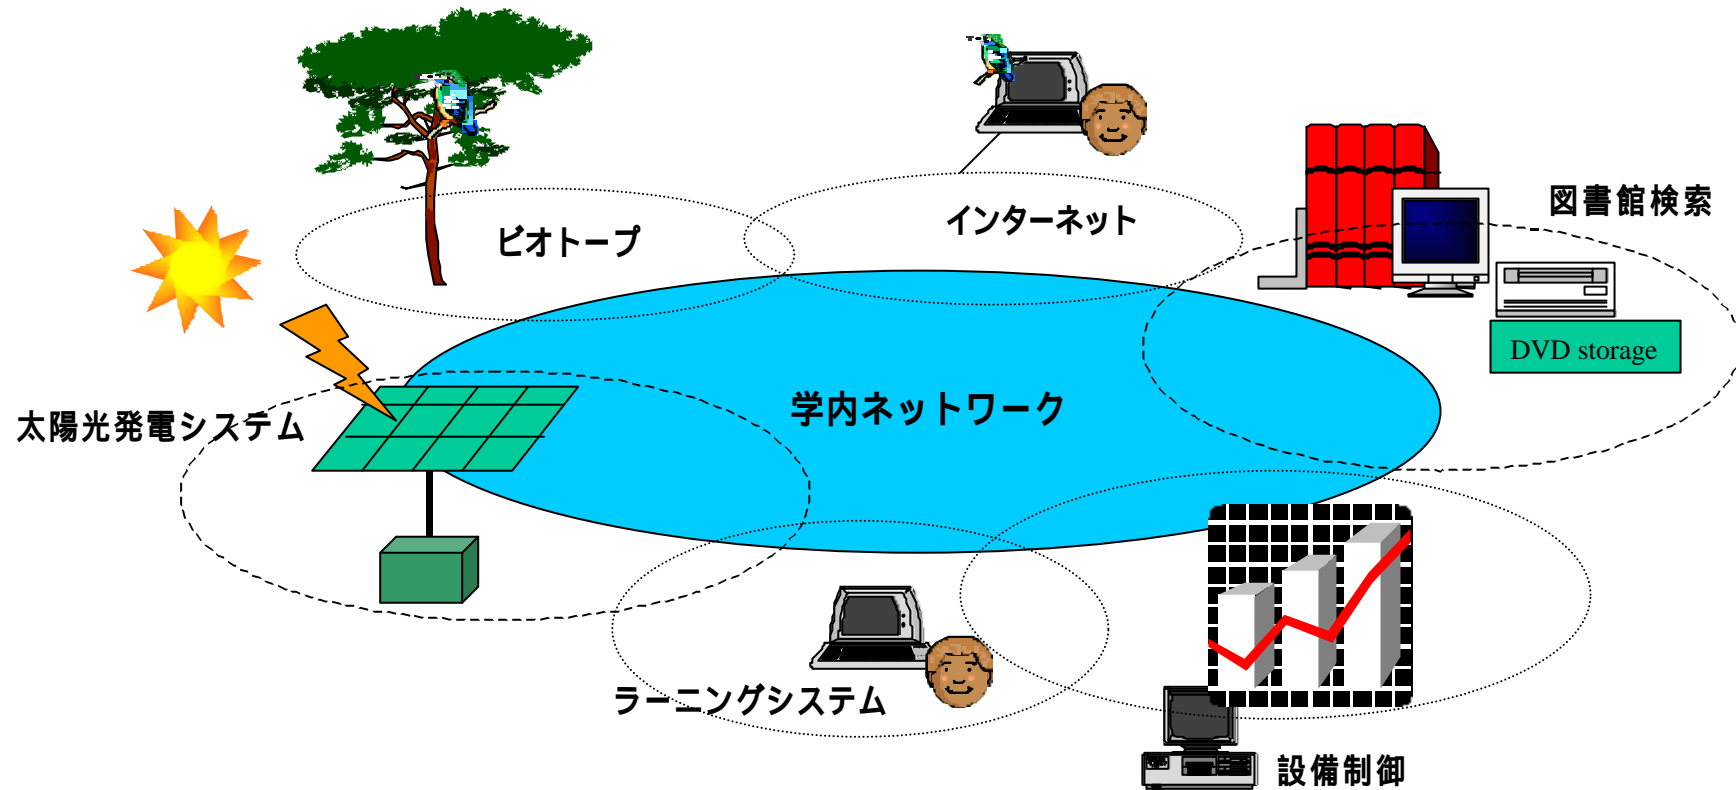 図書館検索
インターネット
ビオトープ
DVD storage
学内ネットワーク
太陽光発電システム
ラーニングシステム
設備制御